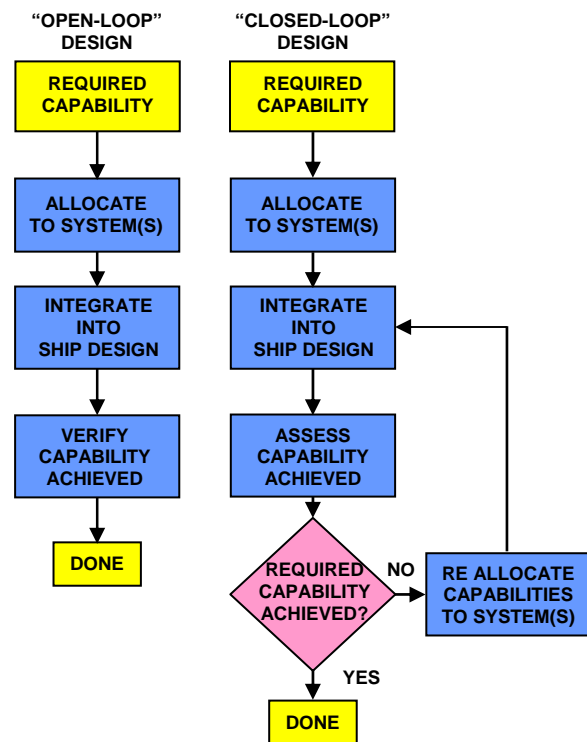 “OPEN-LOOP”
DESIGN
REQUIRED
CAPABILITY
ALLOCATE
TO SYSTEM(S)
INTEGRATE
INTO
SHIP DESIGN
VERIFY
CAPABILITY
ACHIEVED
DONE
“CLOSED-LOOP”
DESIGN
REQUIRED
CAPABILITY
ALLOCATE
TO SYSTEM(S)
INTEGRATE
INTO
SHIP DESIGN
ASSESS
CAPABILITY
ACHIEVED
REQUIRED
CAPABILITY
ACHIEVED?
NO
RE ALLOCATE
CAPABILITIES
TO SYSTEM(S)
YES
DONE